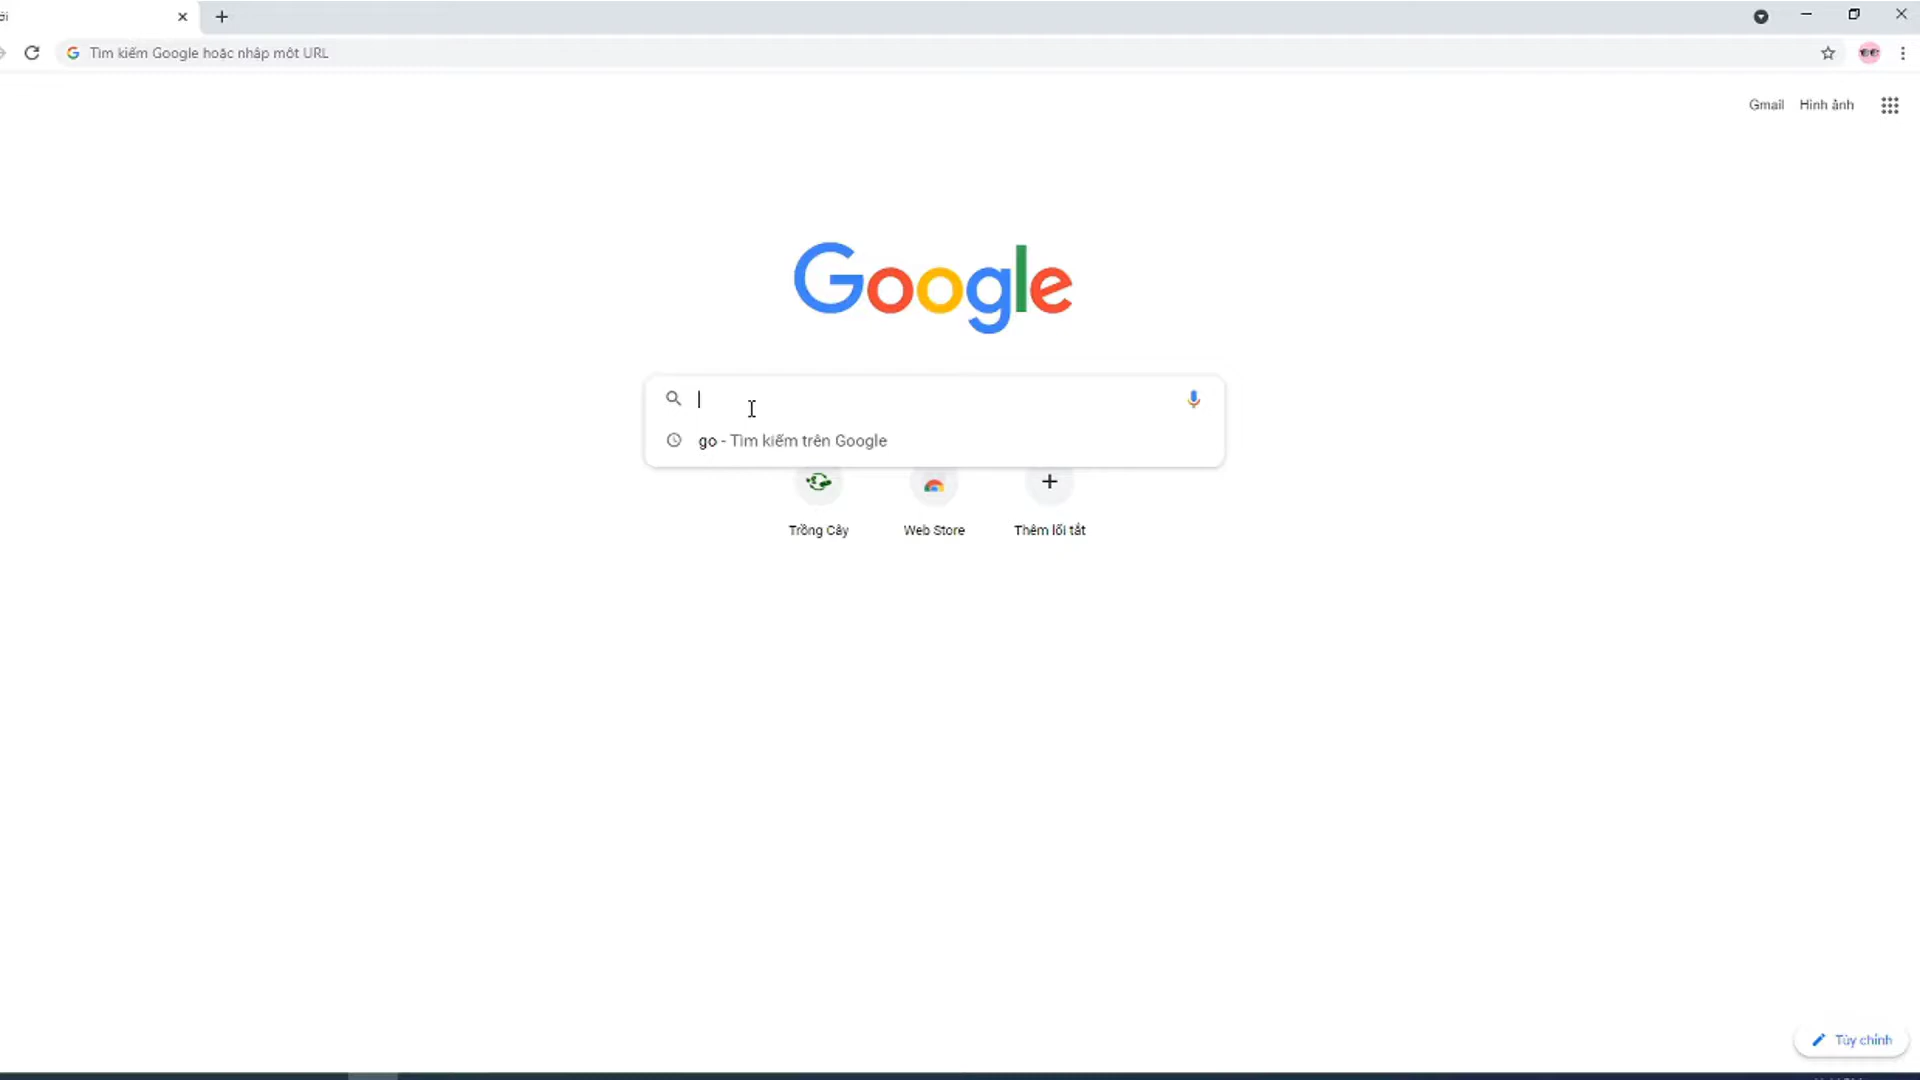 ới
Tìm kiếm Google hoặc nhập một URL
Gmail Hình ảnh
Google
go - Tìm kiếm trên Google
Trồng Cây Web Store Thêm lối tắt
Tùy chỉnh